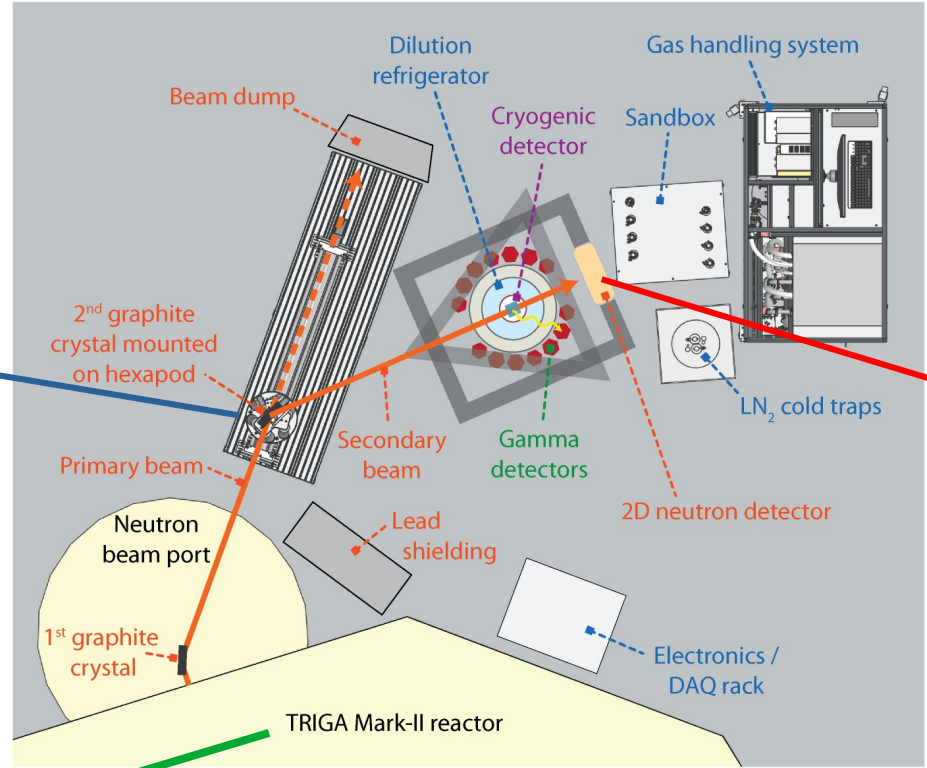 Dilution
refrigerator
Gas handling system
Beam dump
Cryogenic
detector
Sandbox
2nd graphite
crystal mounted
on hexapod
LN2 cold traps
Secondary
beam
Gamma
detectors
Primary beam
2D neutron detector
Neutron
beam port
Lead
shielding
1st graphite
crystal
Electronics /
DAQ rack
TRIGA Mark-II reactor